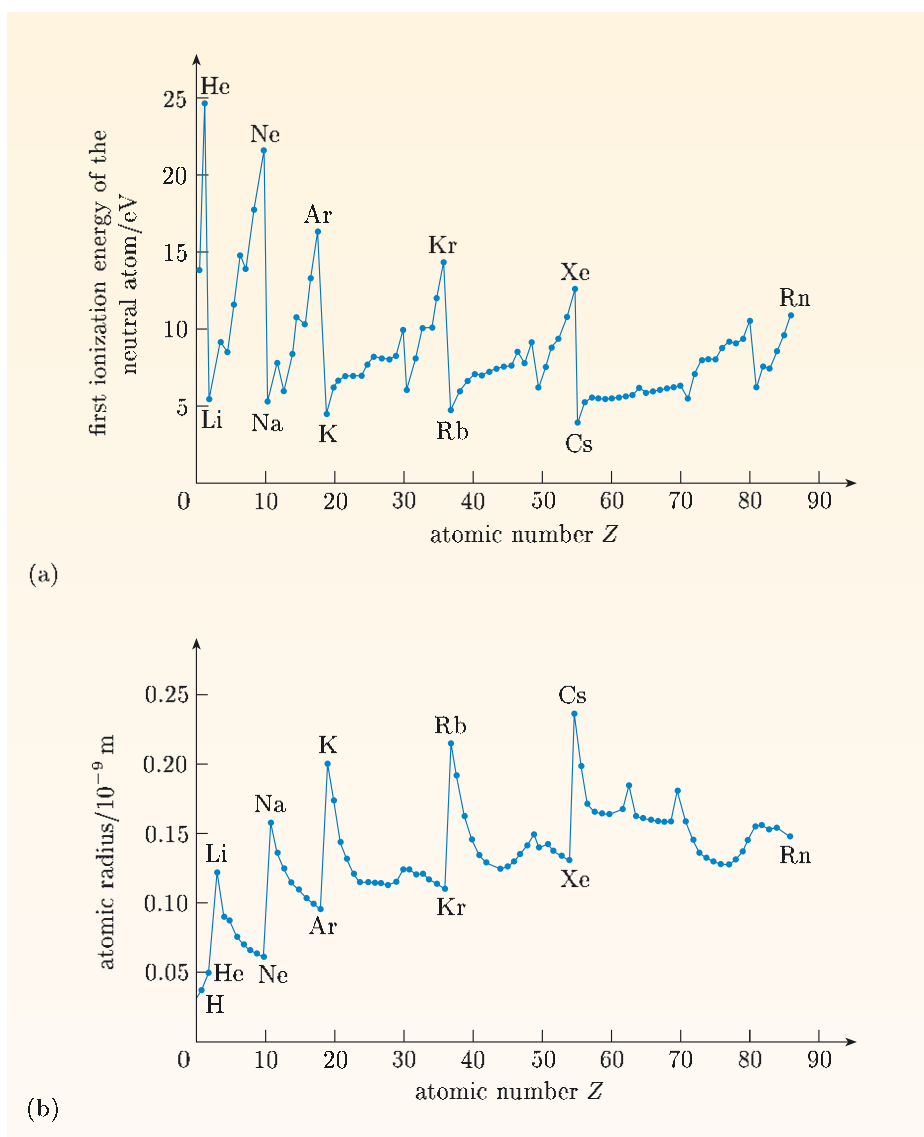 He
25
Ne
20
Ar
Kr
15
Xe
Rn
10
5
Li
Na
K
Rb
Cs
first ionization energy of the
neutral atom/eV
0 10 20 30 40 50 60 70 80 90
atomic number Z
(a)
0.25
Cs
Rb
K
0.20
Na
0.15
Li
Rn
Xe
0.10
Kr
Ar
0.05
He
Ne
H
atomic radius/10⁻⁹ m
0 10 20 30 40 50 60 70 80 90
atomic number Z
(b)